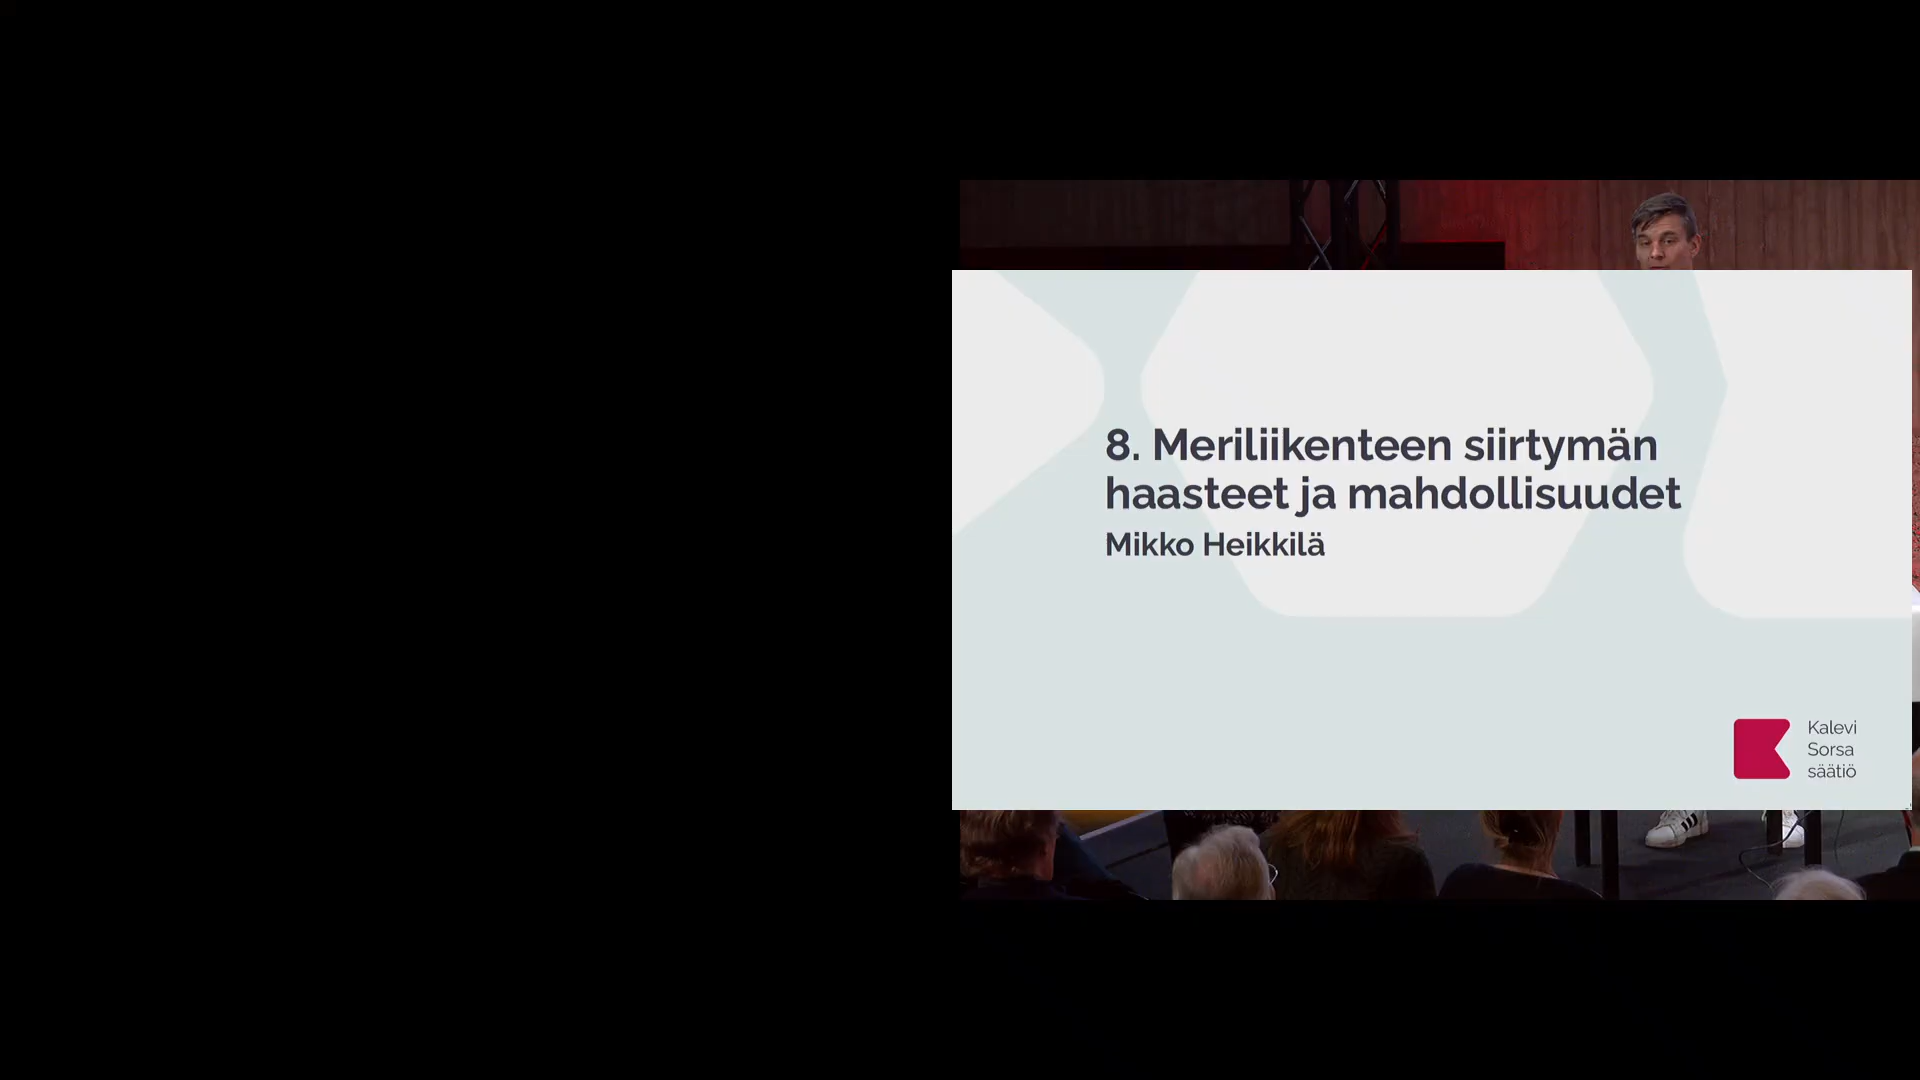 8. Meriliikenteen siirtymän
haasteet ja mahdollisuudet
Mikko Heikkilä
Kalevi
Sorsa
säätiö